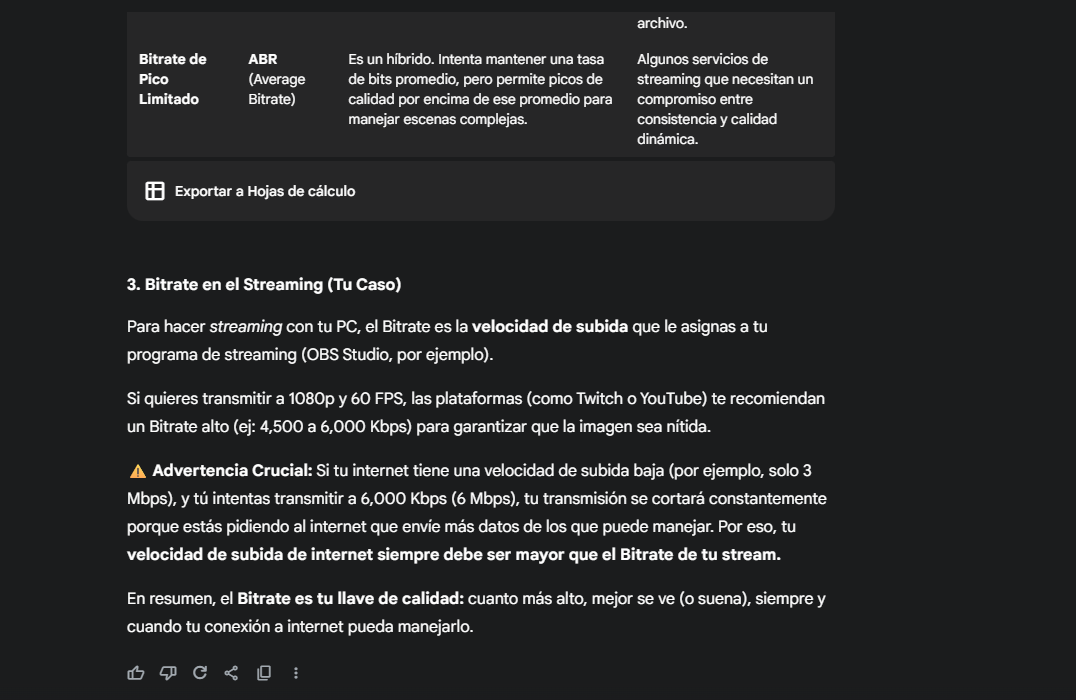 archivo.
Bitrate de Pico Limitado
ABR (Average Bitrate)
Es un híbrido. Intenta mantener una tasa de bits promedio, pero permite picos de calidad por encima de ese promedio para manejar escenas complejas.
Algunos servicios de streaming que necesitan un compromiso entre consistencia y calidad dinámica.
Exportar a Hojas de cálculo
3. Bitrate en el Streaming (Tu Caso)
Para hacer streaming con tu PC, el Bitrate es la velocidad de subida que le asignas a tu
programa de streaming (OBS Studio, por ejemplo).
Si quieres transmitir a 1080p y 60 FPS, las plataformas (como Twitch o YouTube) te recomiendan
un Bitrate alto (ej: 4,500 a 6,000 Kbps) para garantizar que la imagen sea nítida.
⚠️ Advertencia Crucial: Si tu internet tiene una velocidad de subida baja (por ejemplo, solo 3
Mbps), y tú intentas transmitir a 6,000 Kbps (6 Mbps), tu transmisión se cortará constantemente
porque estás pidiendo al internet que envíe más datos de los que puede manejar. Por eso, tu
velocidad de subida de internet siempre debe ser mayor que el Bitrate de tu stream.
En resumen, el Bitrate es tu llave de calidad: cuanto más alto, mejor se ve (o suena), siempre y
cuando tu conexión a internet pueda manejarlo.